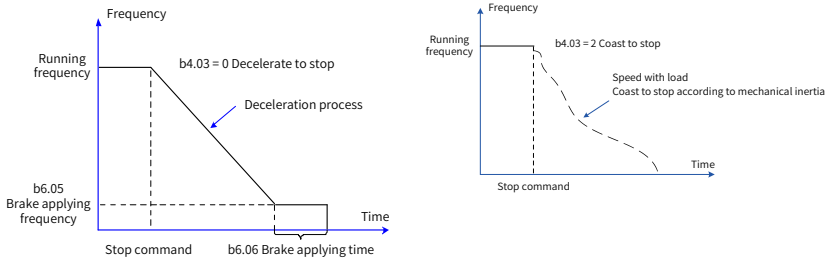 Frequency
Running
frequency
b4.03 = 0 Decelerate to stop
Deceleration process
b6.05
Brake applying
frequency
Time
Stop command
b6.06 Brake applying time
Frequency
Running
frequency
b4.03 = 2 Coast to stop
Speed with load
Coast to stop according to mechanical inertia
Time
Stop command